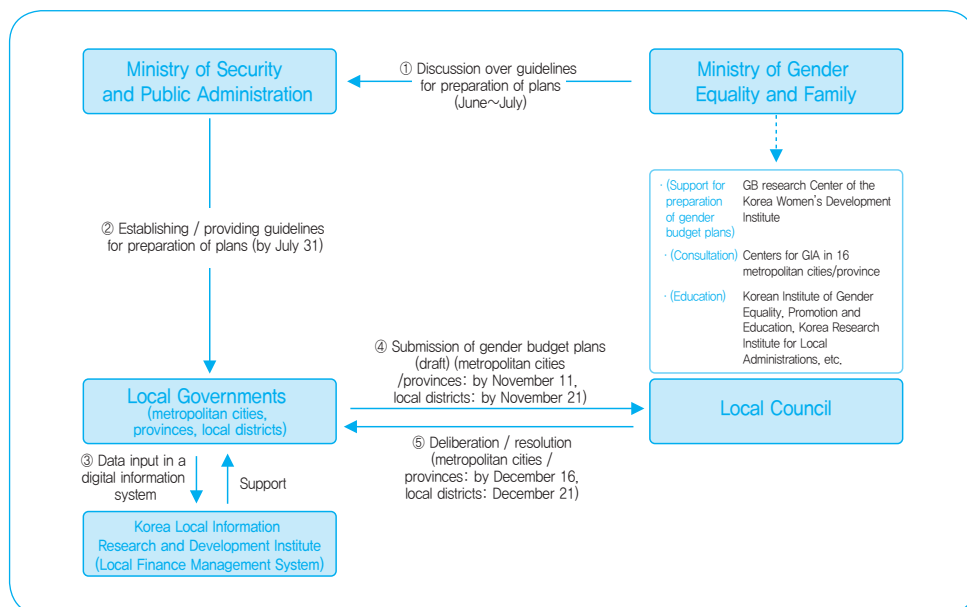 Ministry of Security
and Public Administration
① Discussion over guidelines
for preparation of plans
(June～July)
Ministry of Gender
Equality and Family
② Establishing / providing guidelines
for preparation of plans (by July 31)
· (Support for
preparation
of gender
budget plans)
GB research Center of the
Korea Women's Development
Institute
· (Consultation)
Centers for GIA in 16
metropolitan cities/province
· (Education)
Korean Institute of Gender
Equality, Promotion and
Education, Korea Research
Institute for Local
Administrations, etc.
④ Submission of gender budget plans
(draft) (metropolitan cities
/provinces: by November 11,
local districts: by November 21)
Local Governments
(metropolitan cities,
provinces, local districts)
Local Council
⑤ Deliberation / resolution
(metropolitan cities /
provinces: by December 16,
local districts: December 21)
③ Data input in a
digital information
system
Support
Korea Local Information
Research and Development Institute
(Local Finance Management System)